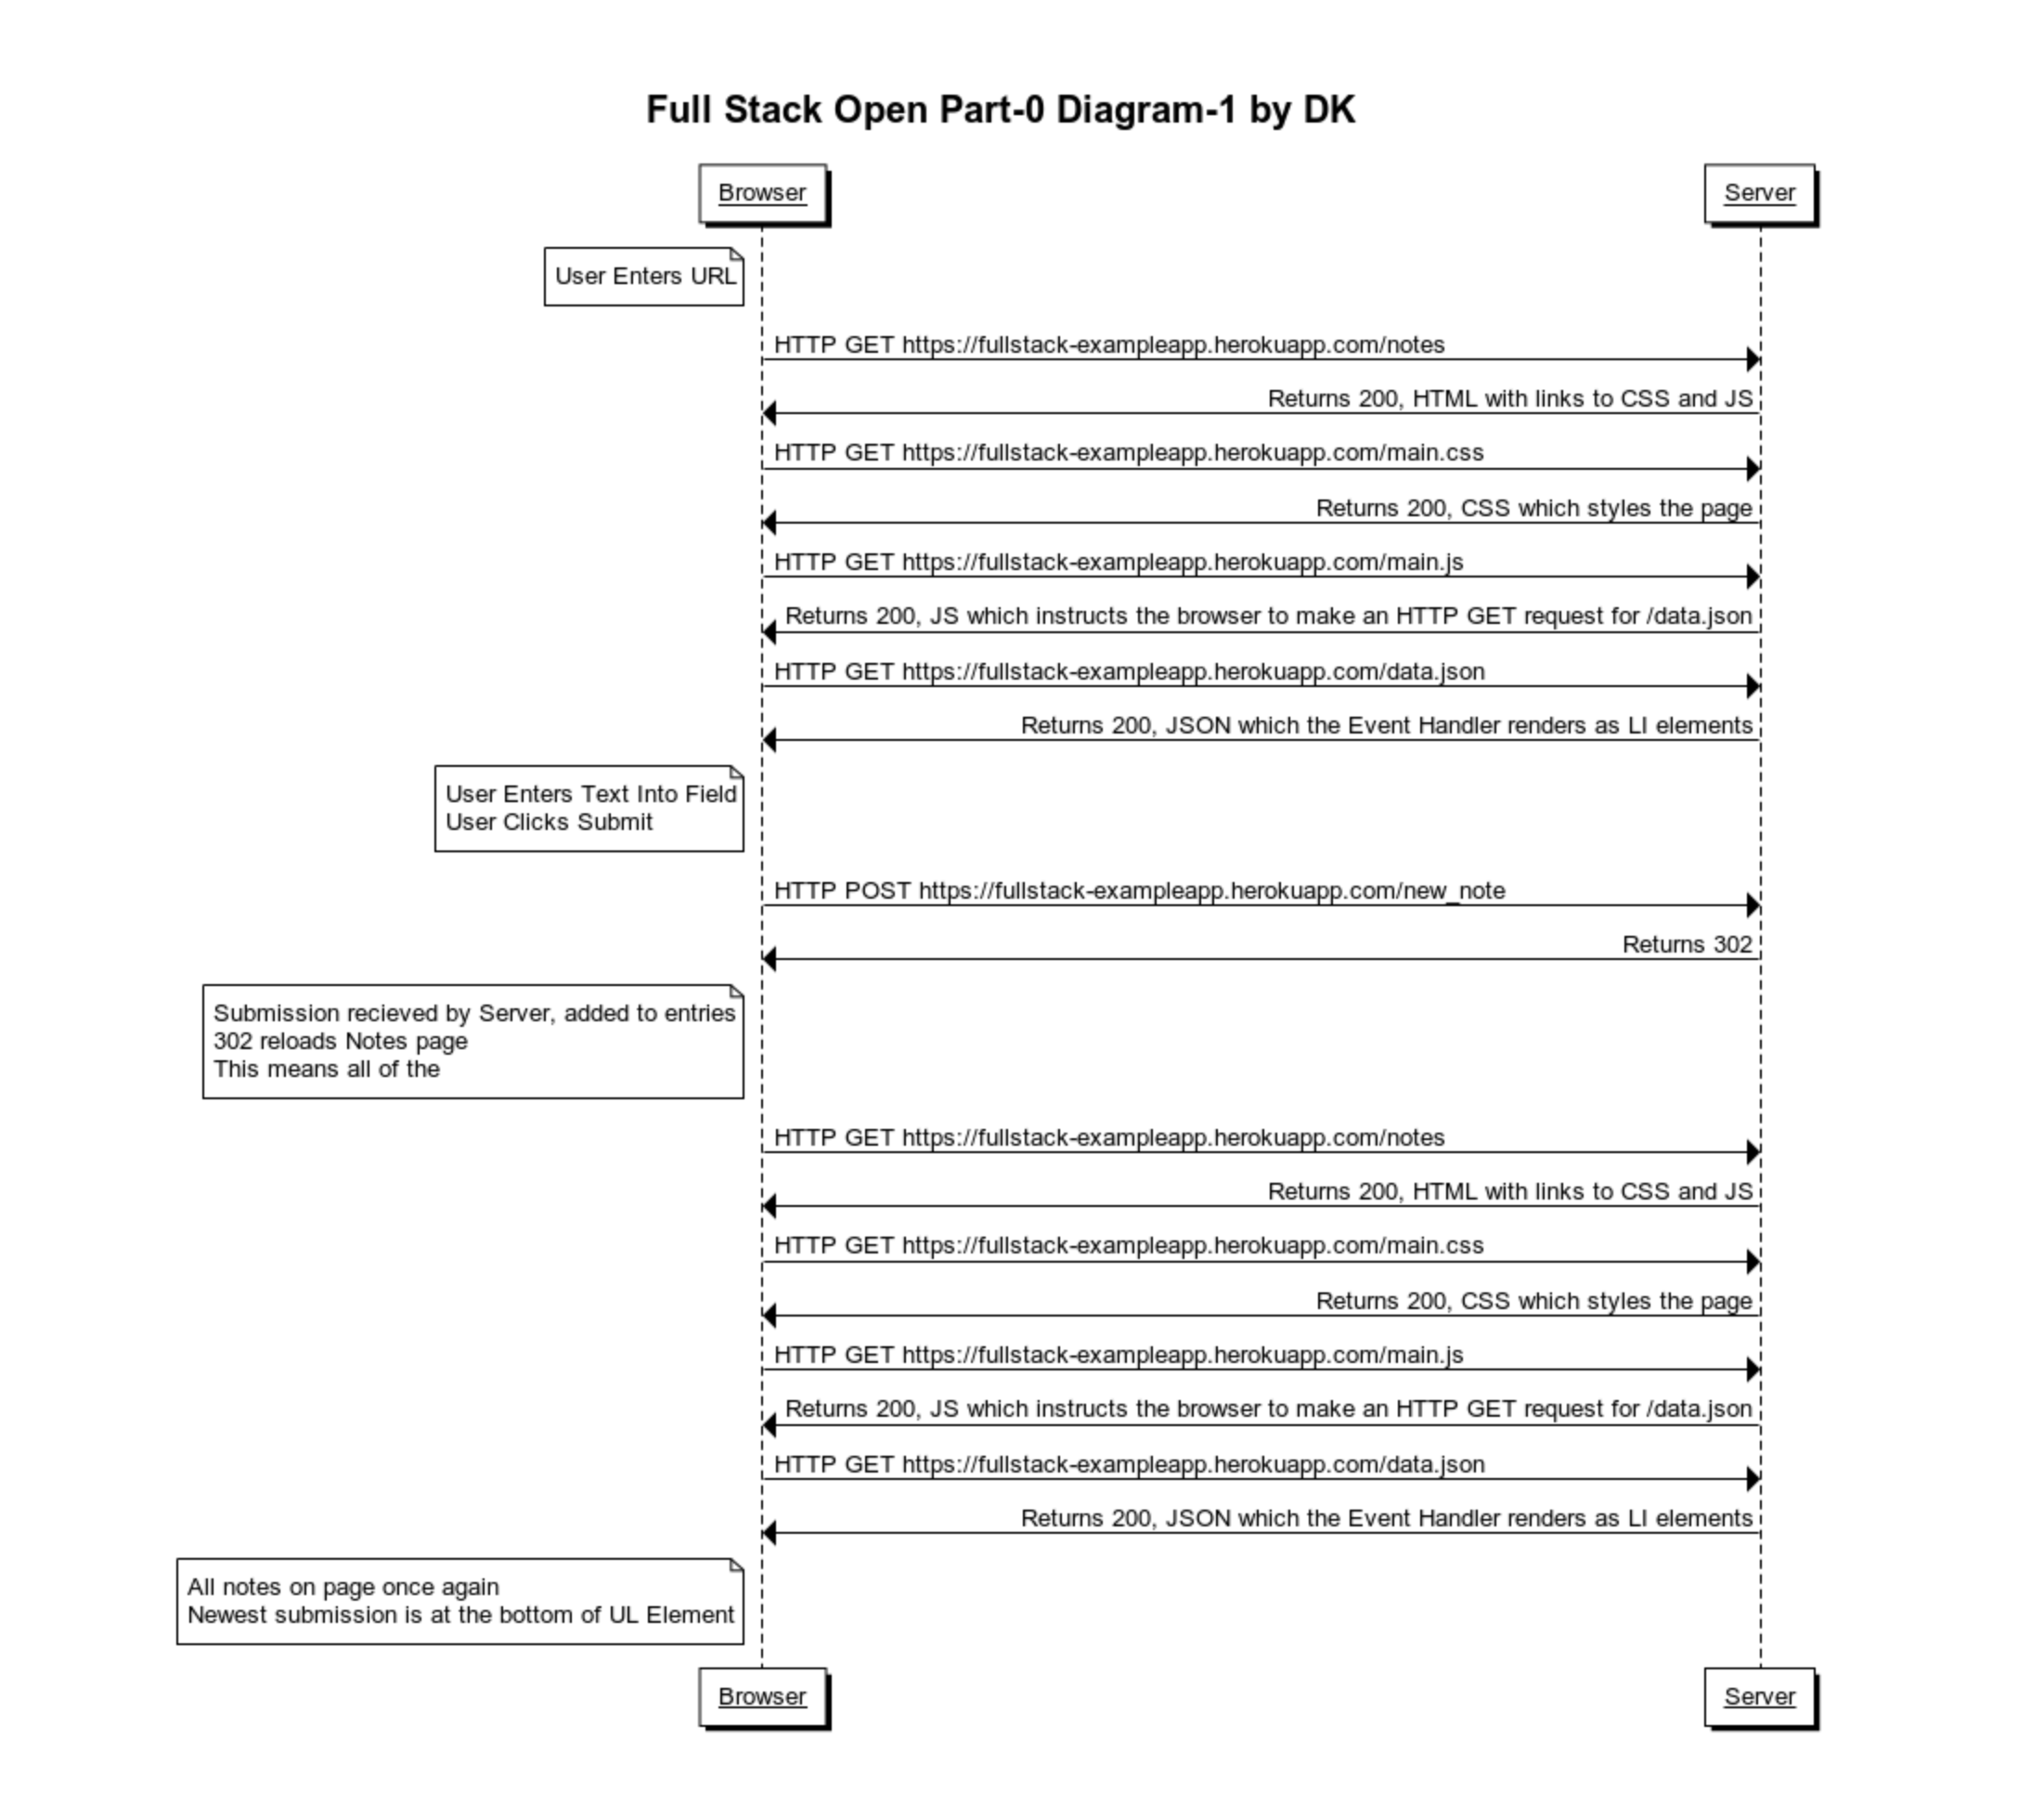 Full Stack Open Part-0 Diagram-1 by DK
Browser
Server
User Enters URL
HTTP GET https://fullstack-exampleapp.herokuapp.com/notes
Returns 200, HTML with links to CSS and JS
HTTP GET https://fullstack-exampleapp.herokuapp.com/main.css
Returns 200, CSS which styles the page
HTTP GET https://fullstack-exampleapp.herokuapp.com/main.js
Returns 200, JS which instructs the browser to make an HTTP GET request for /data.json
HTTP GET https://fullstack-exampleapp.herokuapp.com/data.json
Returns 200, JSON which the Event Handler renders as LI elements
User Enters Text Into Field
User Clicks Submit
HTTP POST https://fullstack-exampleapp.herokuapp.com/new_note
Returns 302
Submission recieved by Server, added to entries
302 reloads Notes page
This means all of the
HTTP GET https://fullstack-exampleapp.herokuapp.com/notes
Returns 200, HTML with links to CSS and JS
HTTP GET https://fullstack-exampleapp.herokuapp.com/main.css
Returns 200, CSS which styles the page
HTTP GET https://fullstack-exampleapp.herokuapp.com/main.js
Returns 200, JS which instructs the browser to make an HTTP GET request for /data.json
HTTP GET https://fullstack-exampleapp.herokuapp.com/data.json
Returns 200, JSON which the Event Handler renders as LI elements
All notes on page once again
Newest submission is at the bottom of UL Element
Browser
Server